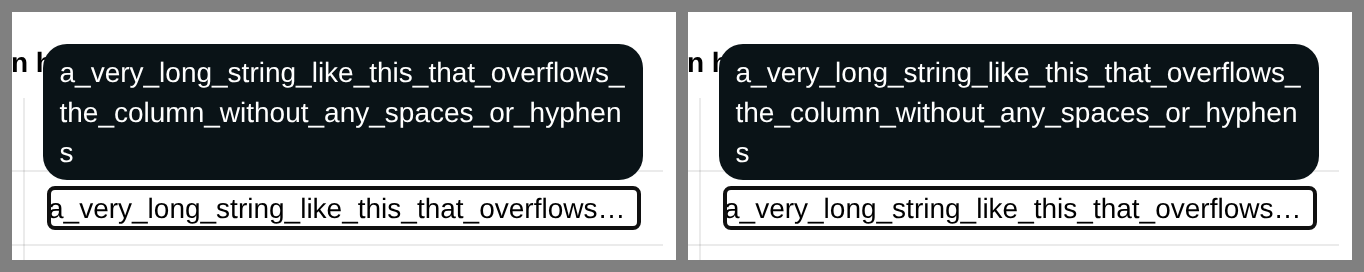 n
a_very_long_string_like_this_that_overflows_
the_column_without_any_spaces_or_hyphen
s
a_very_long_string_like_this_that_overflows…
n
a_very_long_string_like_this_that_overflows_
the_column_without_any_spaces_or_hyphen
s
a_very_long_string_like_this_that_overflows…